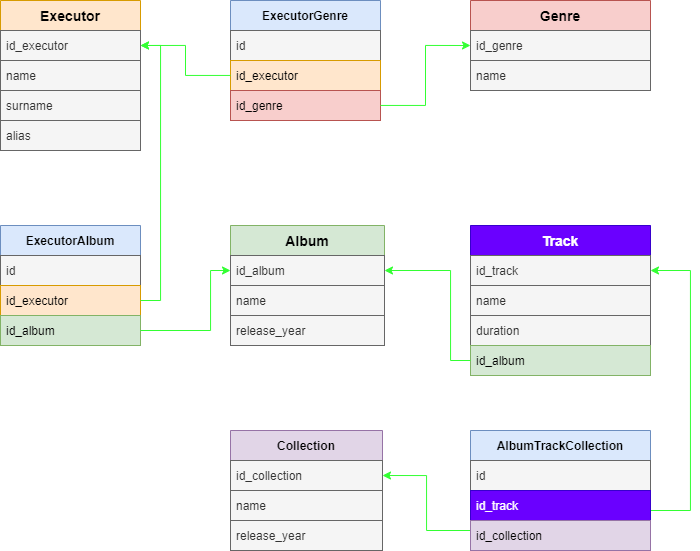 Executor
id_executor
name
surname
alias
ExecutorGenre
id
id_executor
id_genre
Genre
id_genre
name
ExecutorAlbum
id
id_executor
id_album
Album
id_album
name
release_year
Track
id_track
name
duration
id_album
Collection
id_collection
name
release_year
AlbumTrackCollection
id
id_track
id_collection